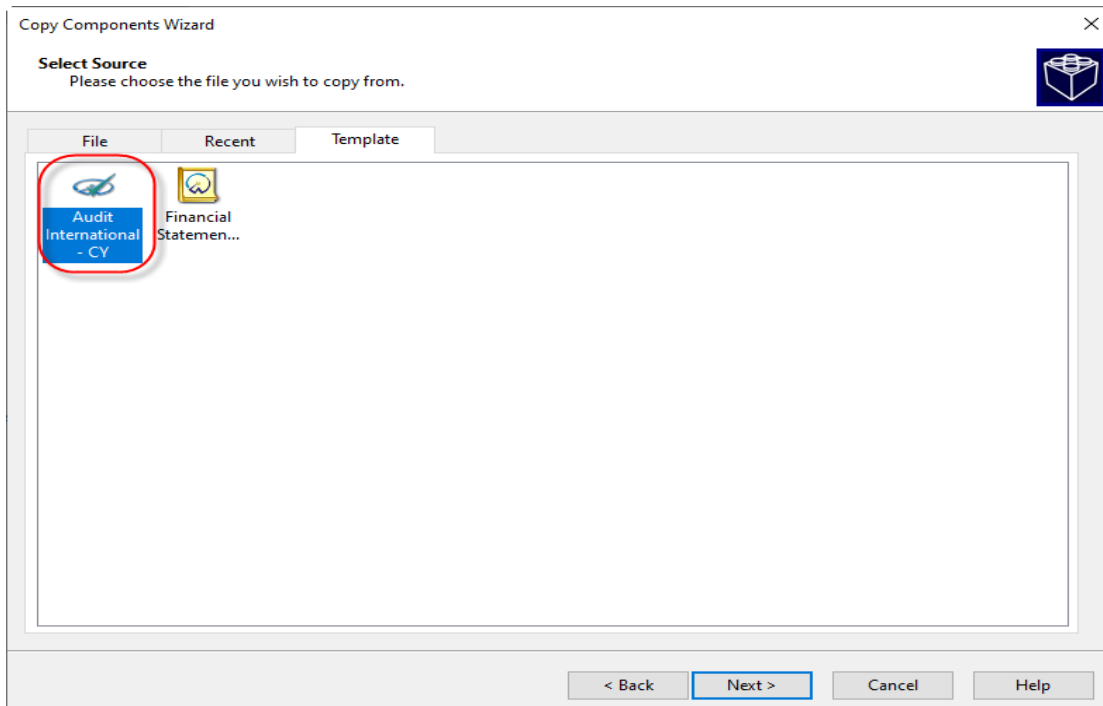 Copy Components Wizard
Select Source
Please choose the file you wish to copy from.
File
Recent
Template
Audit
International
- CY
Financial
Statemen...
< Back
Next >
Cancel
Help